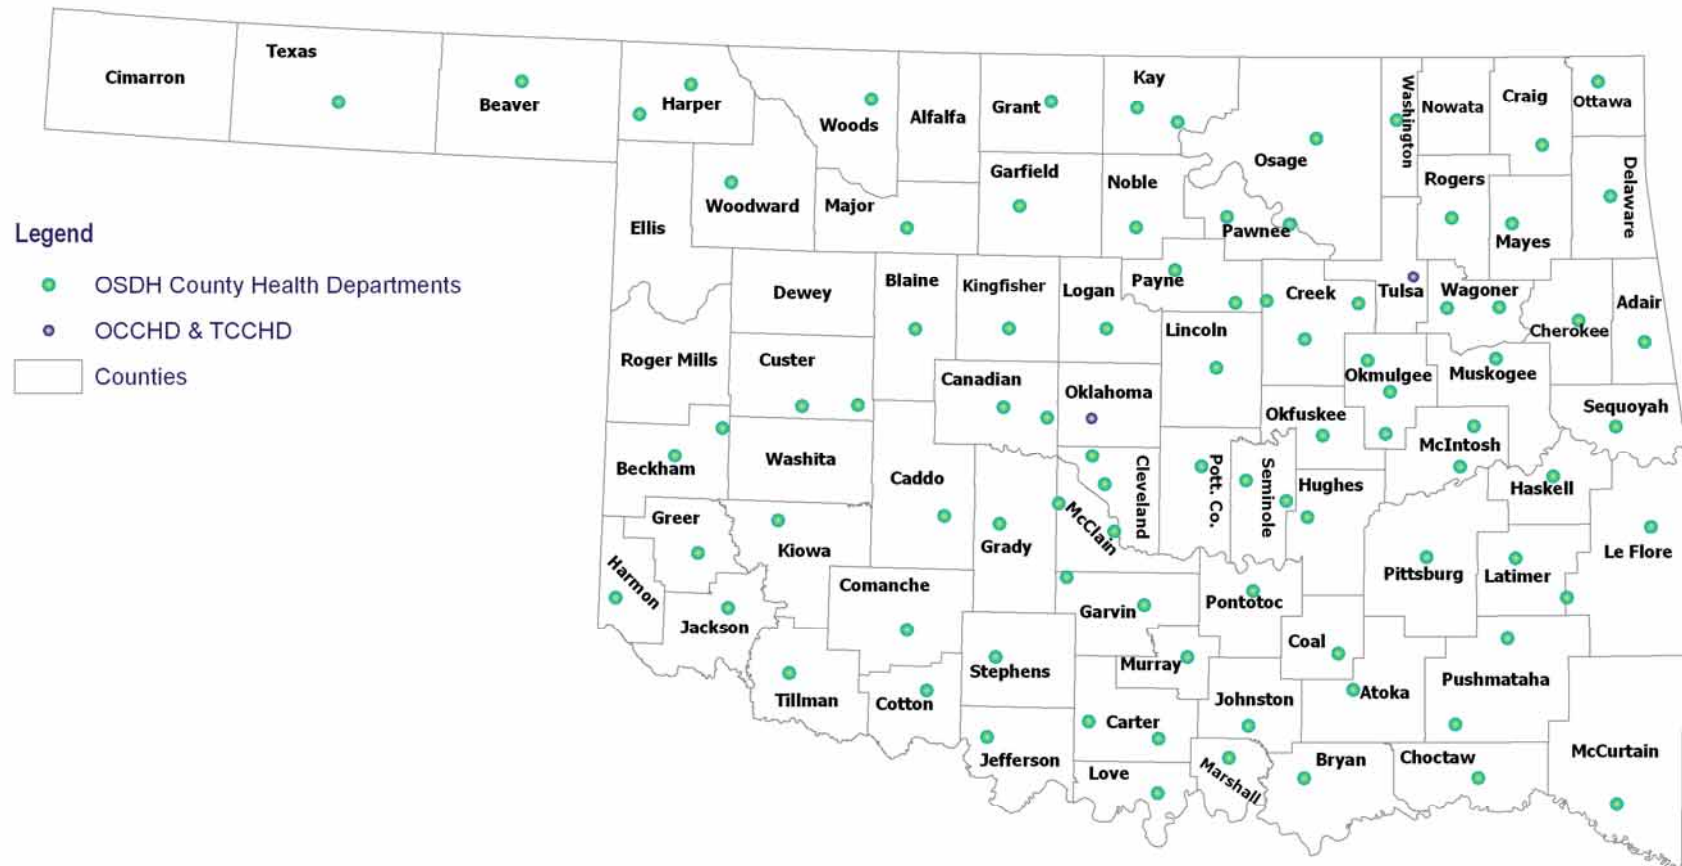 Cimarron
Texas
Beaver
Harper
Woods
Alfalfa
Grant
Kay
Osage
Washington
Nowata
Craig
Ottawa
Ellis
Woodward
Major
Garfield
Noble
Pawnee
Rogers
Mayes
Delaware
Legend
OSDH County Health Departments
OCCHD & TCCHD
Counties
Dewey
Blaine
Kingfisher
Logan
Payne
Creek
Tulsa
Wagoner
Cherokee
Adair
Roger Mills
Custer
Canadian
Oklahoma
Lincoln
Okmulgee
Muskogee
Sequoyah
Beckham
Washita
Caddo
Grady
McClain
Cleveland
Pott. Co.
Seminole
Okfuskee
Hughes
McIntosh
Haskell
Le Flore
Greer
Harmon
Kiowa
Jackson
Comanche
Garvin
Pontotoc
Pittsburg
Latimer
Tillman
Cotton
Stephens
Murray
Coal
Johnston
Atoka
Pushmataha
Jefferson
Carter
Love
Marshall
Bryan
Choctaw
McCurtain